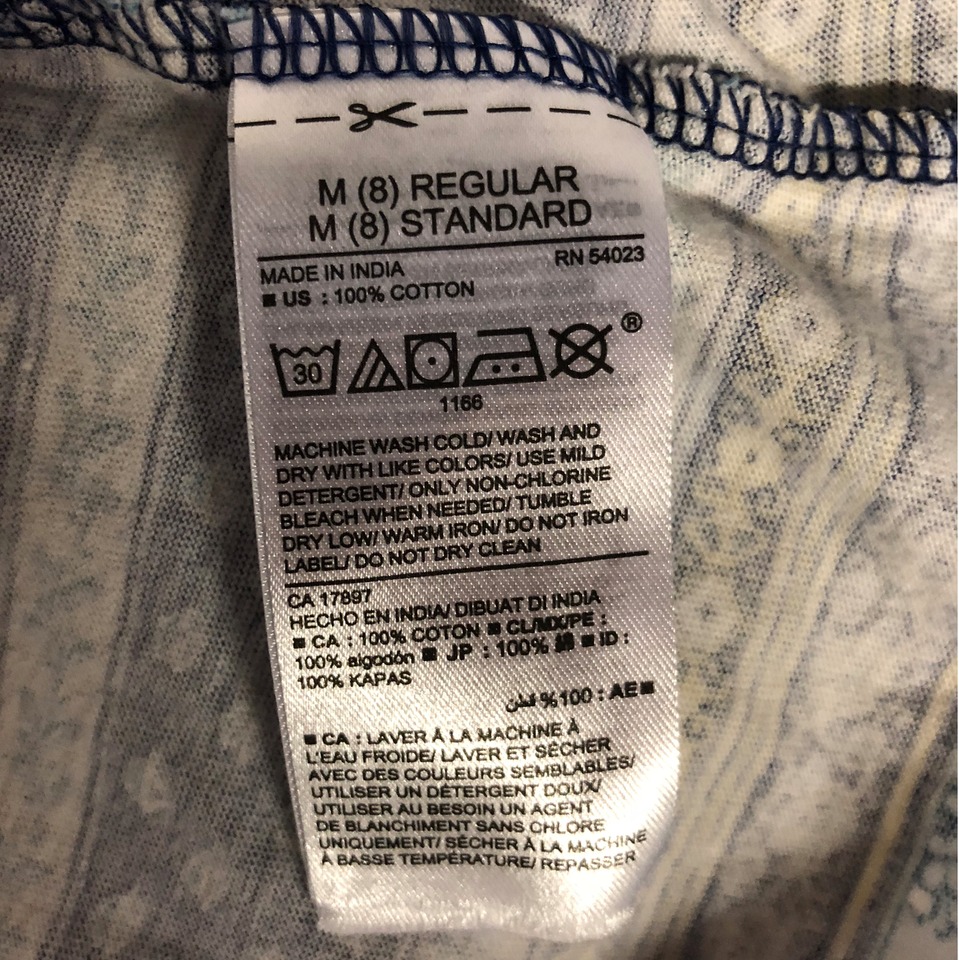 M (8) REGULAR
M (8) STANDARD
MADE IN INDIA RN 54023
■ US : 100% COTTON
30 ®
1166
MACHINE WASH COLD/ WASH AND
DRY WITH LIKE COLORS/ USE MILD
DETERGENT/ ONLY NON-CHLORINE
BLEACH WHEN NEEDED/ TUMBLE
DRY LOW/ WARM IRON/ DO NOT IRON
LABEL/ DO NOT DRY CLEAN
CA 17897
HECHO EN INDIA/ DIBUAT DI INDIA
■ CA : 100% COTON ■ CL/MX/PE :
100% algodón ■ JP : 100% 綿 ■ ID :
100% KAPAS
■AE : 100% قطن
■ CA : LAVER À LA MACHINE À
L'EAU FROIDE/ LAVER ET SÉCHER
AVEC DES COULEURS SEMBLABLES/
UTILISER UN DÉTERGENT DOUX/
UTILISER AU BESOIN UN AGENT
DE BLANCHIMENT SANS CHLORE
UNIQUEMENT/ SÉCHER À LA MACHINE
À BASSE TEMPÉRATURE/ REPASSER